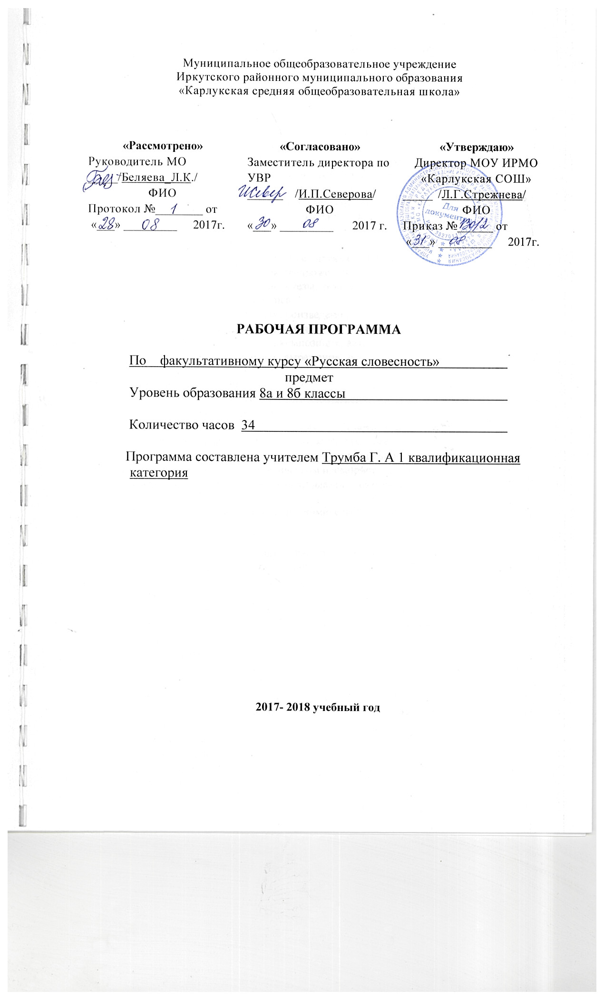 Муниципальное общеобразовательное учреждение
Иркутского районного муниципального образования
«Карлукская средняя общеобразовательная школа»
«Рассмотрено»
Руководитель МО
/Беляева_Л.К./
ФИО
Протокол № 1 от
«28» 08 2017г.
«Согласовано»
Заместитель директора по
УВР
/И.П.Северова/
ФИО
«30» 08 2017 г.
«Утверждаю»
Директор МОУ ИРМО
«Карлукская СОШ»
/Л.Г.Стрежнева/
ФИО
Приказ № 130/2 от
«31» 08 2017г.
Для
документов
РАБОЧАЯ ПРОГРАММА
По факультативному курсу «Русская словесность»
предмет
Уровень образования 8а и 8б классы
Количество часов 34
Программа составлена учителем Трумба Г. А 1 квалификационная
категория
2017- 2018 учебный год